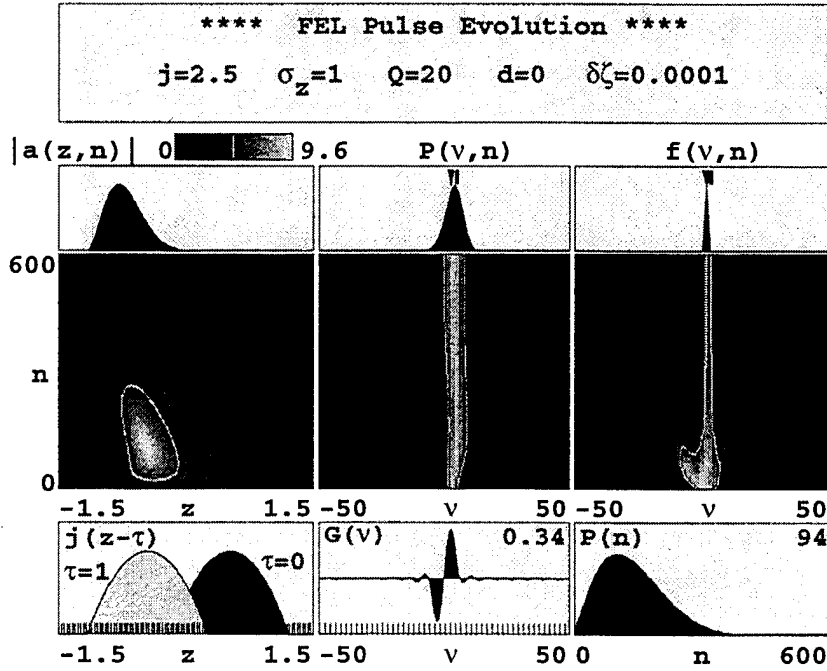 **** FEL Pulse Evolution ****
j=2.5 σz=1 Q=20 d=0 δζ=0.0001
|a(z,n)| 0 9.6 P(ν,n) f(ν,n)
600
n
0
-1.5 z 1.5 -50 ν 50 -50 ν 50
j(z-τ) G(ν) 0.34 P(n) 94
τ=1 τ=0
-1.5 z 1.5 -50 ν 50 0 n 600